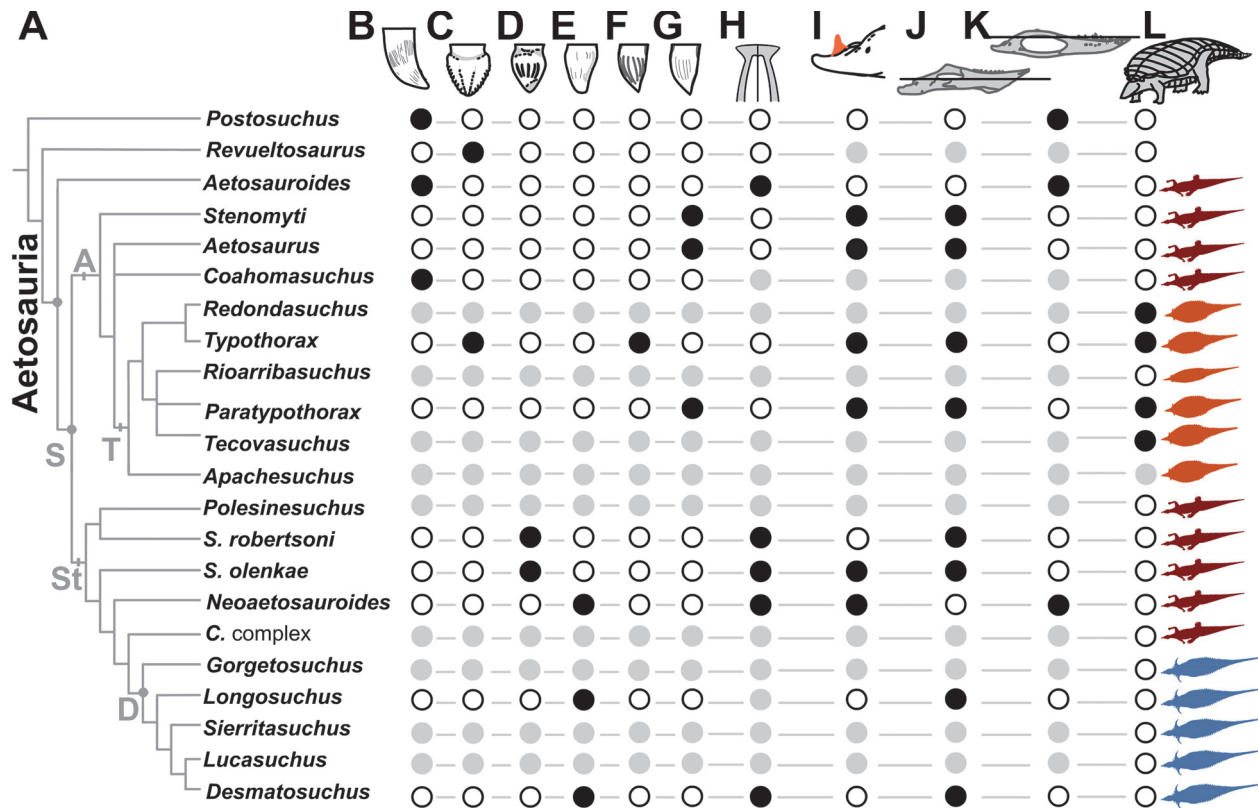 A B C D E F G H I J K L
Postosuchus
Revueltosaurus
Aetosauroides
Stenomyti
Aetosaurus
Coahomasuchus
Redondasuchus
Typothorax
Rioarribasuchus
Paratypothorax
Tecovasuchus
Apachesuchus
Polesinesuchus
S. robertsoni
S. olenkae
Neoaetosauroides
C. complex
Gorgetosuchus
Longosuchus
Sierritasuchus
Lucasuchus
Desmatosuchus
Aetosauria
A
S
T
St
D